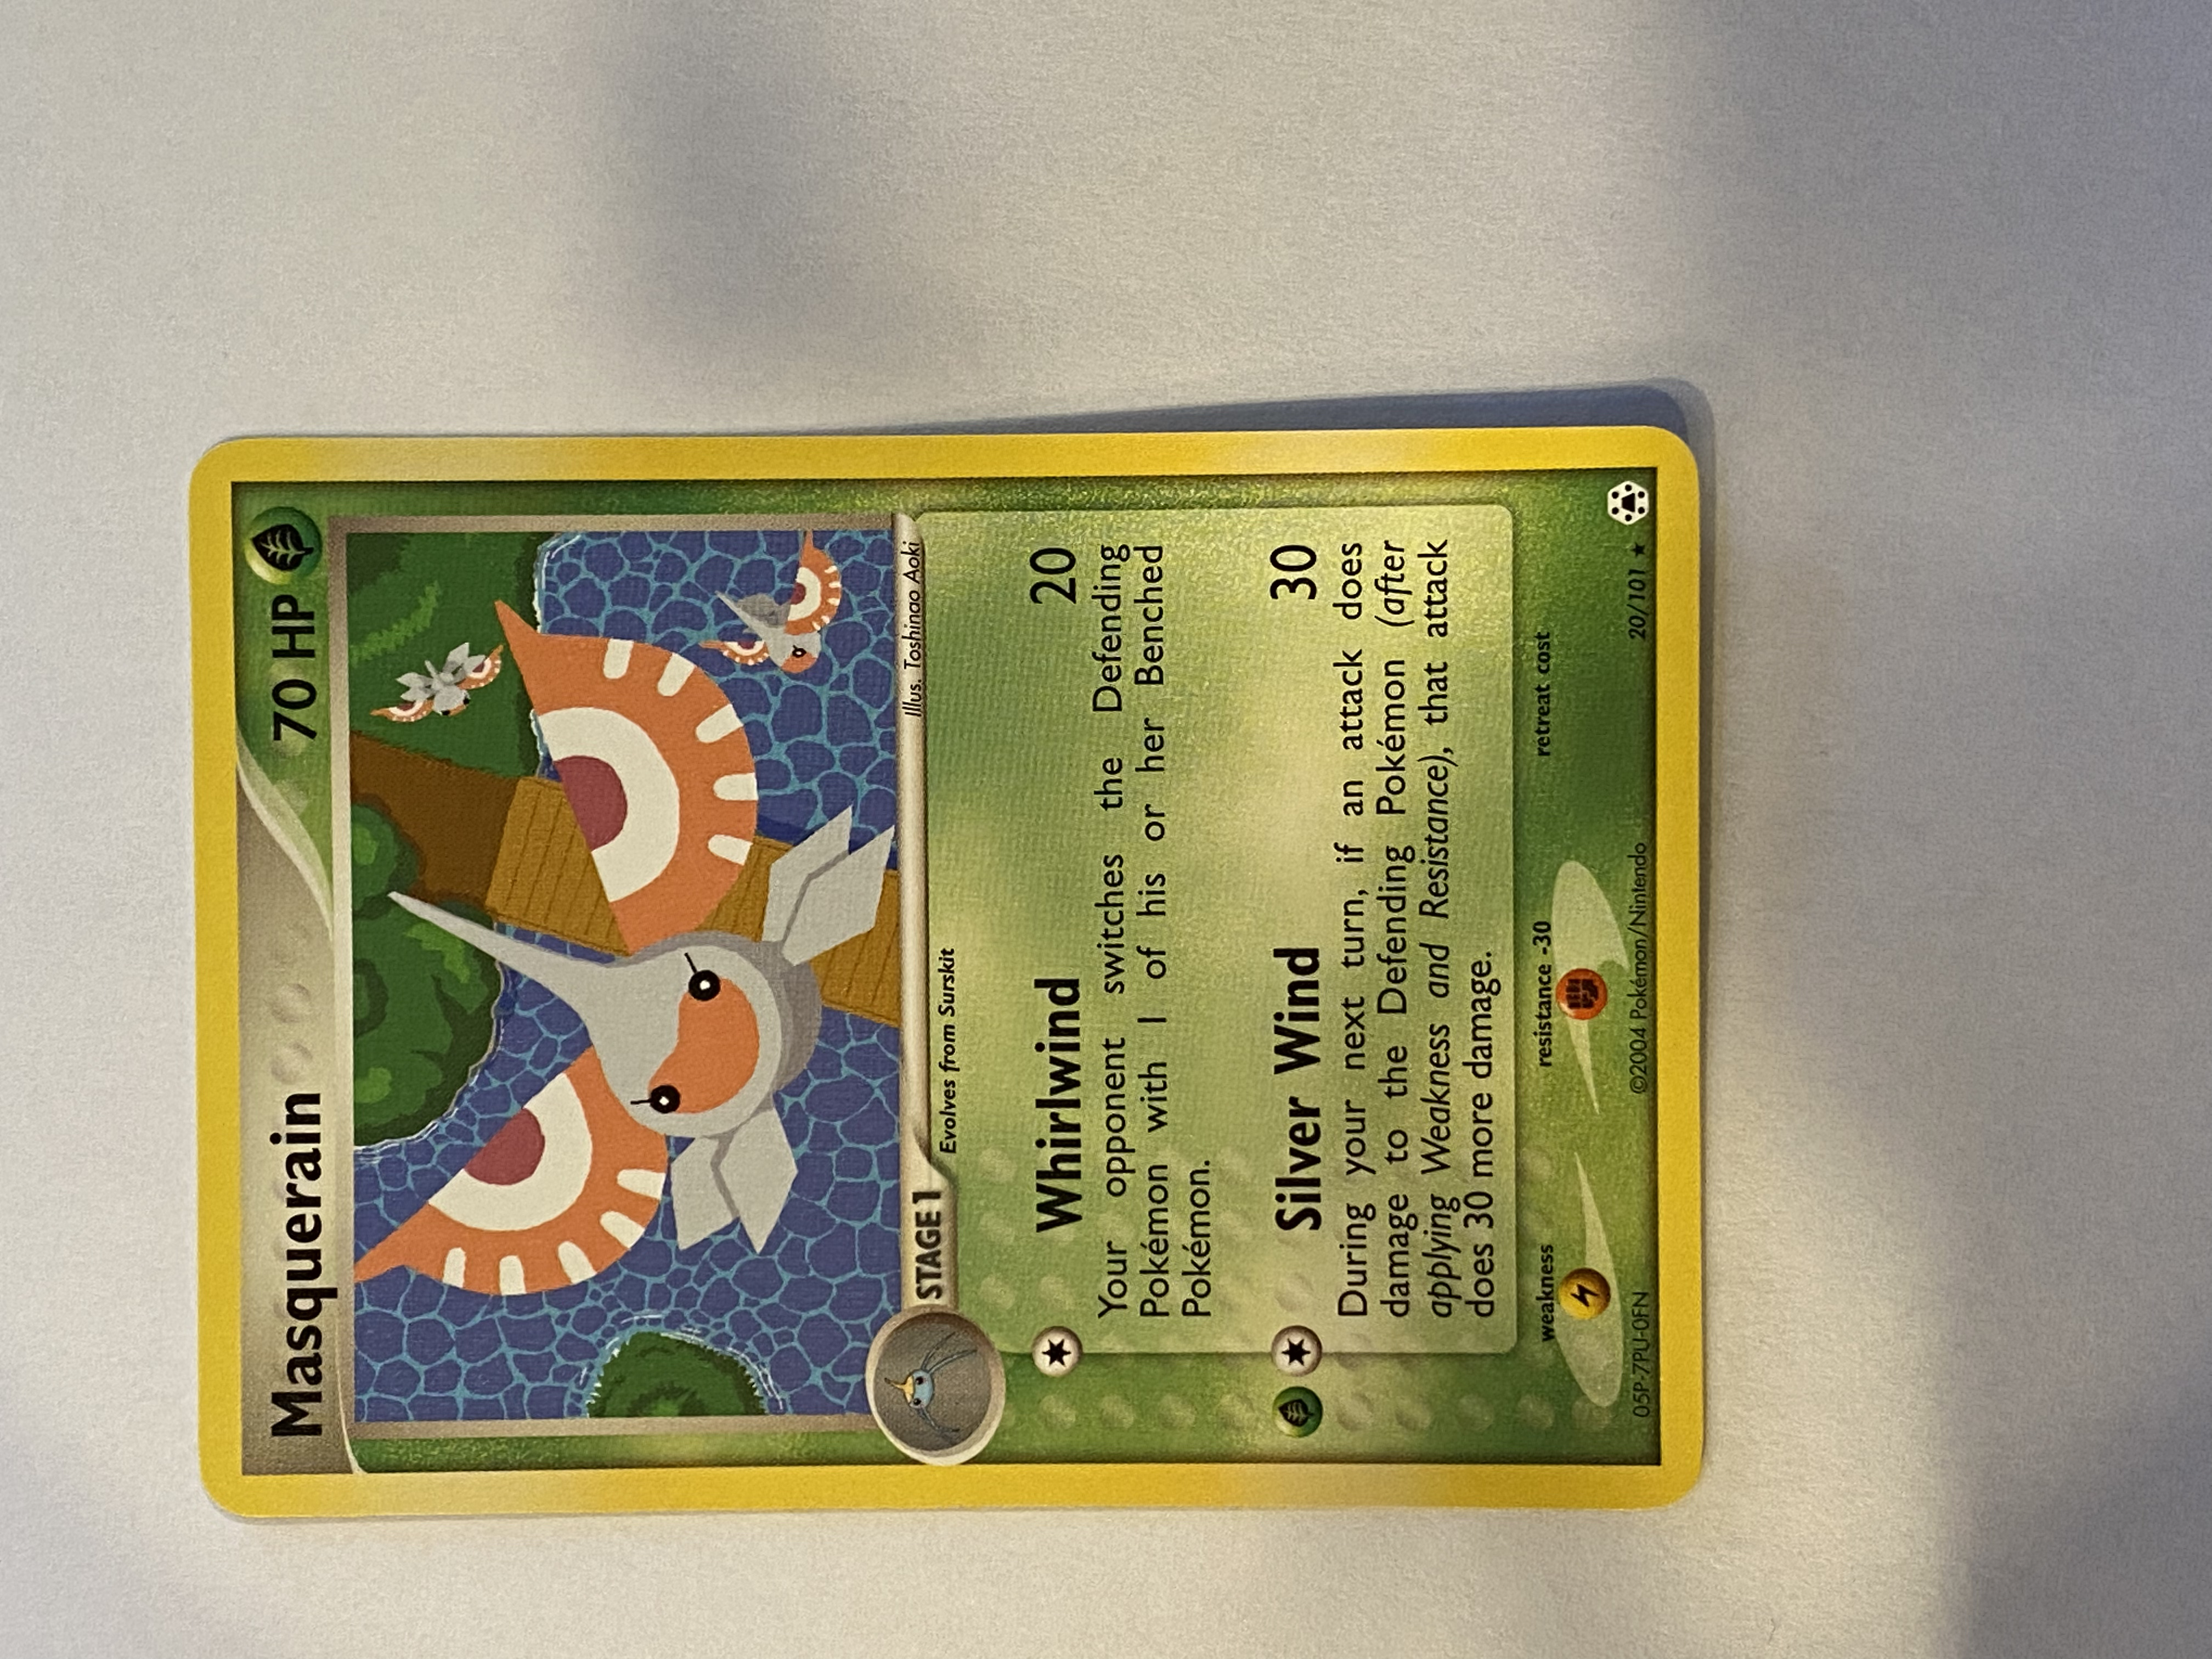 Masquerain 70 HP
Illus. Toshinao Aoki
STAGE 1
Evolves from Surskit
Whirlwind 20
Your opponent switches the Defending
Pokémon with 1 of his or her Benched
Pokémon.
Silver Wind 30
During your next turn, if an attack does
damage to the Defending Pokémon (after
applying Weakness and Resistance), that attack
does 30 more damage.
weakness resistance -30 retreat cost
05P-7PU-0FN ©2004 Pokémon/Nintendo 20/101 ★